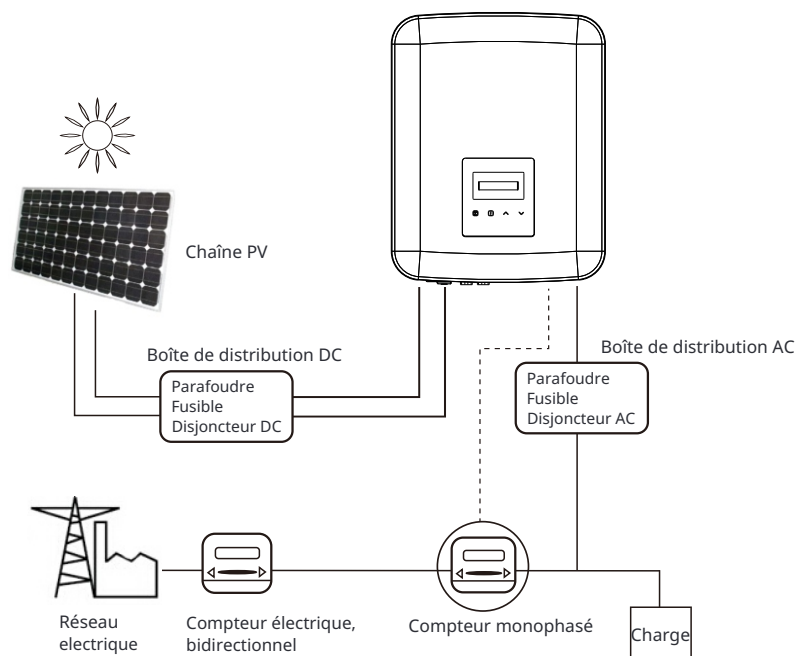 Chaîne PV
Boîte de distribution DC
Parafoudre
Fusible
Disjoncteur DC
Boîte de distribution AC
Parafoudre
Fusible
Disjoncteur AC
Réseau
electrique
Compteur électrique,
bidirectionnel
Compteur monophasé
Charge